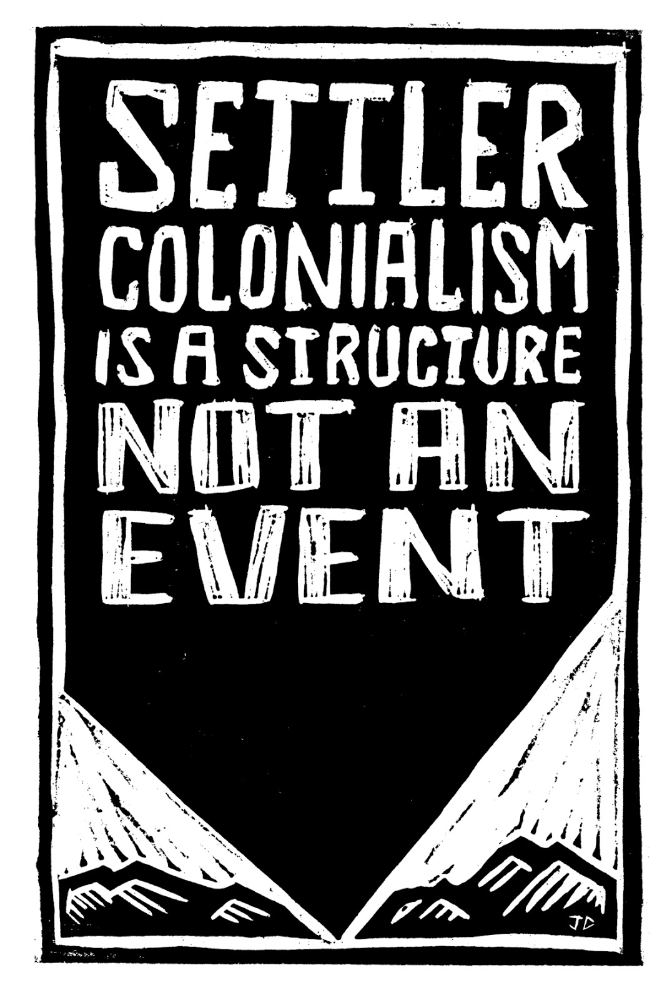 SETTLER
COLONIALISM
IS A STRUCTURE
NOT AN
EVENT
JC